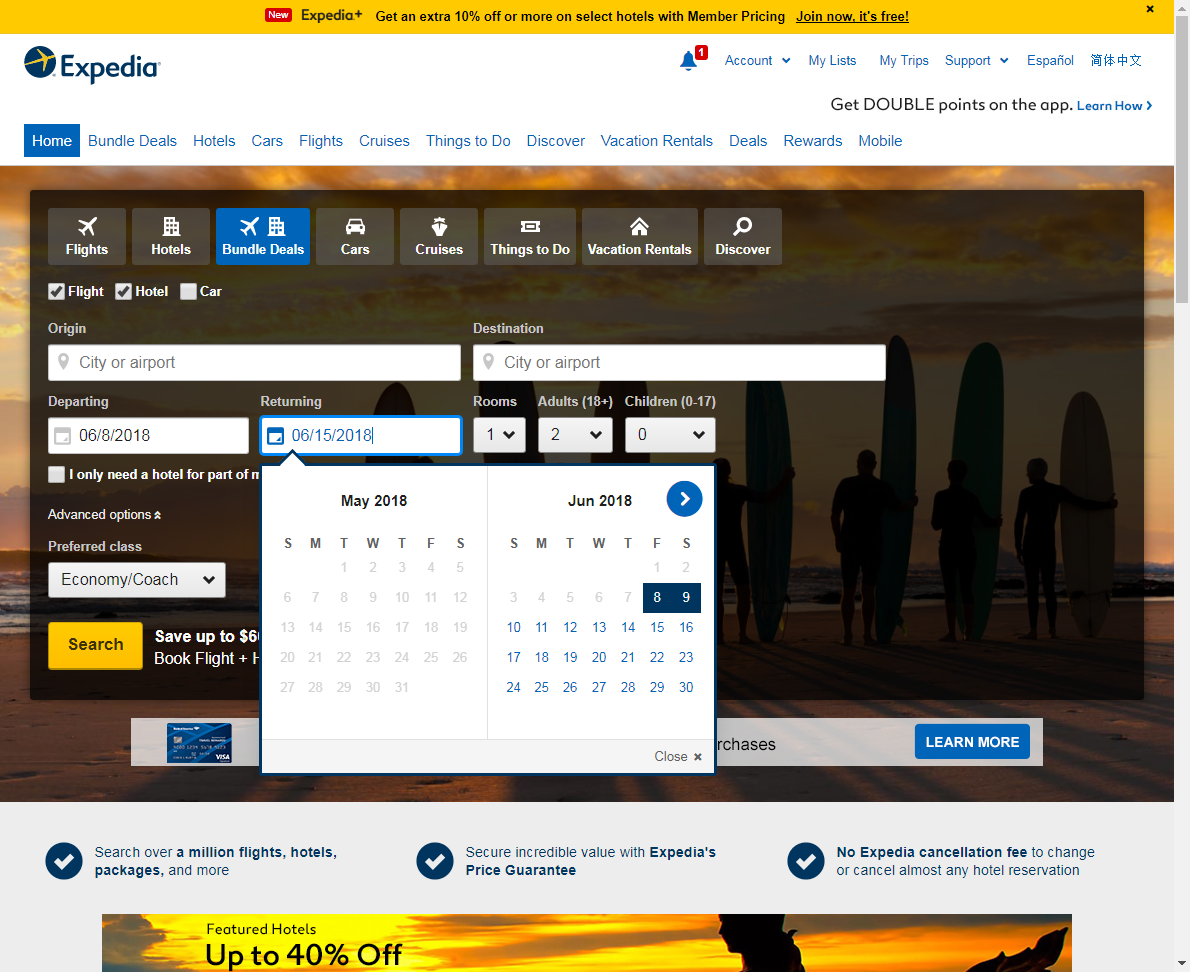 New Expedia+ Get an extra 10% off or more on select hotels with Member Pricing Join now, it's free! ×
Expedia 1 Account My Lists My Trips Support Español 简体中文
Get DOUBLE points on the app. Learn How ›
Home Bundle Deals Hotels Cars Flights Cruises Things to Do Discover Vacation Rentals Deals Rewards Mobile
Flights Hotels Bundle Deals Cars Cruises Things to Do Vacation Rentals Discover
Flight Hotel Car
Origin Destination
City or airport City or airport
Departing Returning Rooms Adults (18+) Children (0-17)
06/8/2018 06/15/2018 1 2 0
I only need a hotel for part of m
Advanced options
Preferred class
Economy/Coach
Search
Save up to $60
Book Flight + H
May 2018 Jun 2018
S M T W T F S S M T W T F S
1 2 3 4 5 1 2
6 7 8 9 10 11 12 3 4 5 6 7 8 9
13 14 15 16 17 18 19 10 11 12 13 14 15 16
20 21 22 23 24 25 26 17 18 19 20 21 22 23
27 28 29 30 31 24 25 26 27 28 29 30
Close ×
VISA rchases LEARN MORE
Search over a million flights, hotels,
packages, and more
Secure incredible value with Expedia's
Price Guarantee
No Expedia cancellation fee to change
or cancel almost any hotel reservation
Featured Hotels
Up to 40% Off